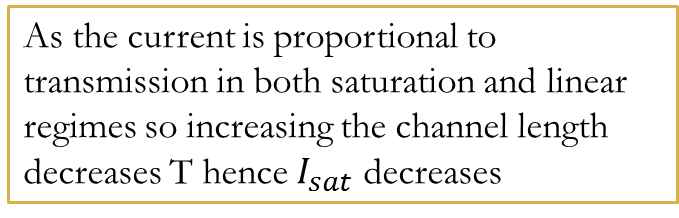 As the current is proportional to
transmission in both saturation and linear
regimes so increasing the channel length
decreases T hence I_sat decreases